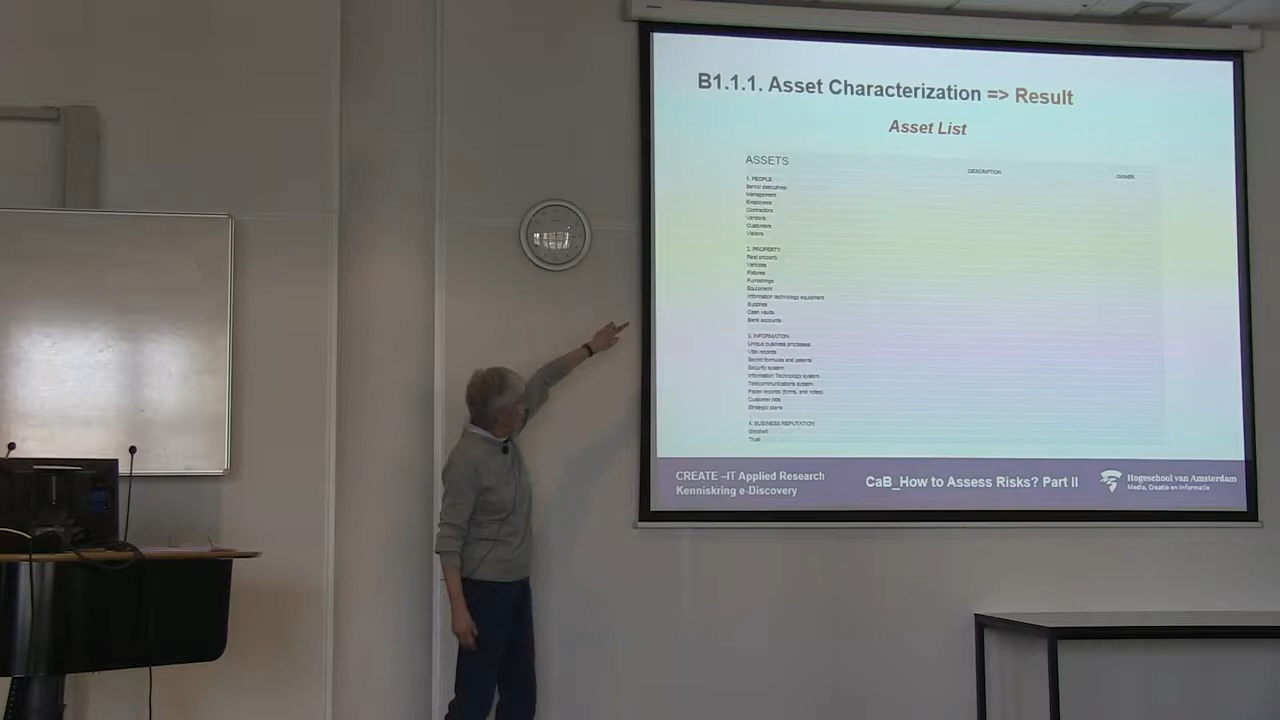 B1.1.1. Asset Characterization => Result
Asset List
ASSETS
DESCRIPTION
OWNER
1. PEOPLE
Senior executives
Management
Employees
Contractors
Vendors
Customers
Visitors
2. PROPERTY
Real property
Vehicles
Fixtures
Furnishings
Equipment
Information technology equipment
Supplies
Cash vaults
Bank accounts
3. INFORMATION
Unique business processes
Vital records
Secret formulas and patents
Security system
Information Technology system
Telecommunications system
Paper records (forms, and notes)
Customer lists
Strategic plans
4. BUSINESS REPUTATION
Goodwill
Trust
CREATE –IT Applied Research
Kenniskring e-Discovery
CaB_How to Assess Risks? Part II
Hogeschool van Amsterdam
Media, Creatie en Informatie